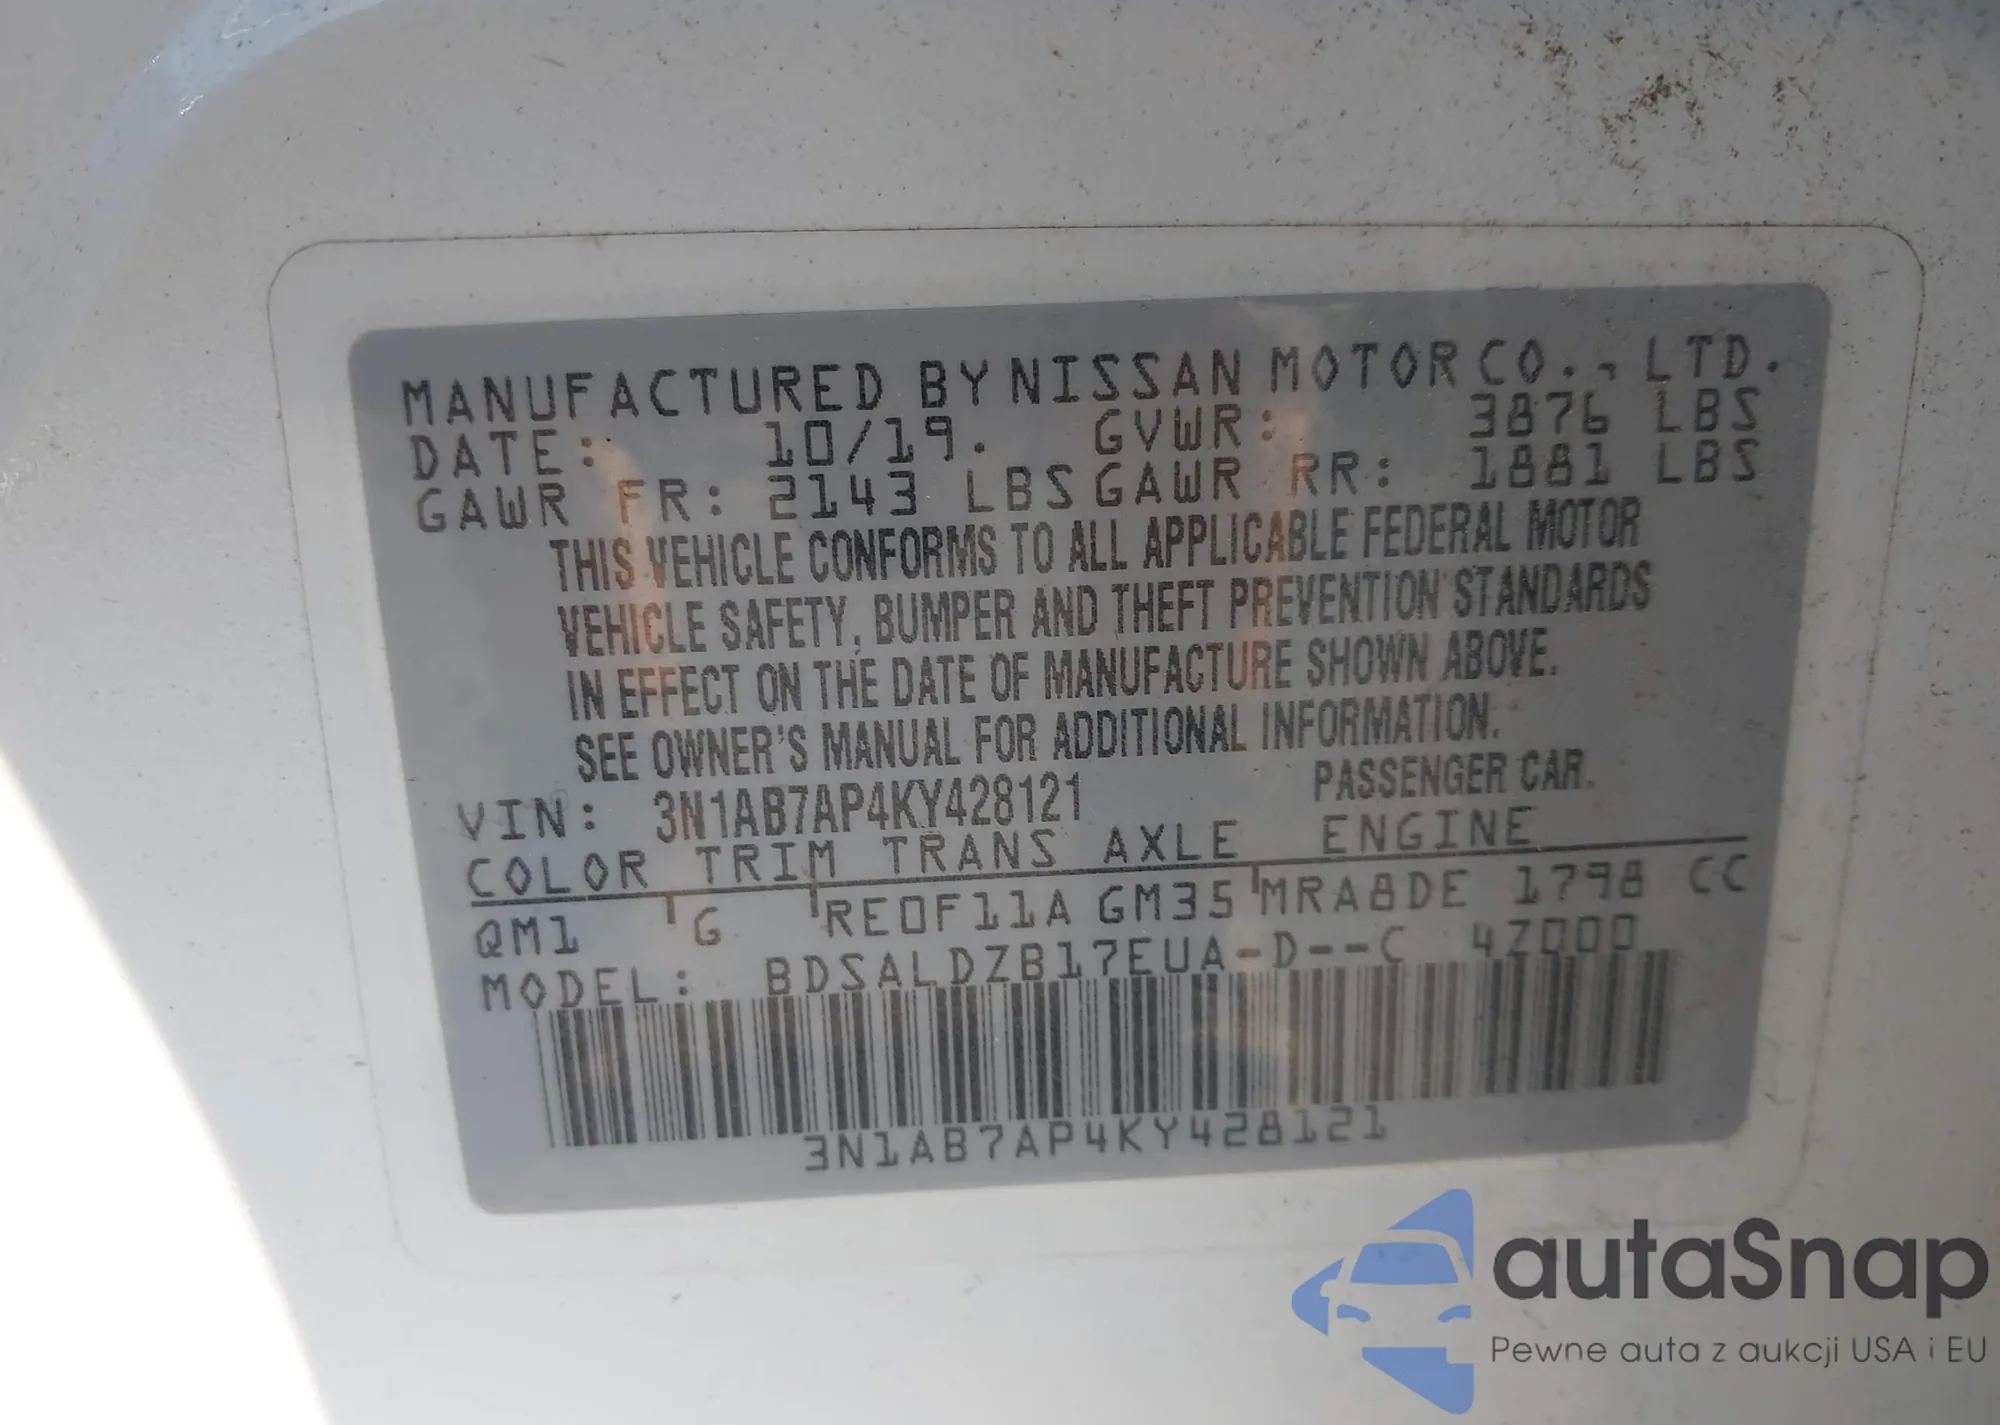 MANUFACTURED BY NISSAN MOTOR CO., LTD.
DATE: 10/19. GVWR: 3876 LBS
GAWR FR: 2143 LBS GAWR RR: 1881 LBS
THIS VEHICLE CONFORMS TO ALL APPLICABLE FEDERAL MOTOR
VEHICLE SAFETY, BUMPER AND THEFT PREVENTION STANDARDS
IN EFFECT ON THE DATE OF MANUFACTURE SHOWN ABOVE.
SEE OWNER'S MANUAL FOR ADDITIONAL INFORMATION.
VIN: 3N1AB7AP4KY428121 PASSENGER CAR.
COLOR TRIM TRANS AXLE ENGINE
QM1 G RE0F11A GM35 MRA8DE 1798 CC
MODEL: BDSALDZB17EUA-D--C 4Z000
3N1AB7AP4KY428121
autaSnap
Pewne auta z aukcji USA i EU